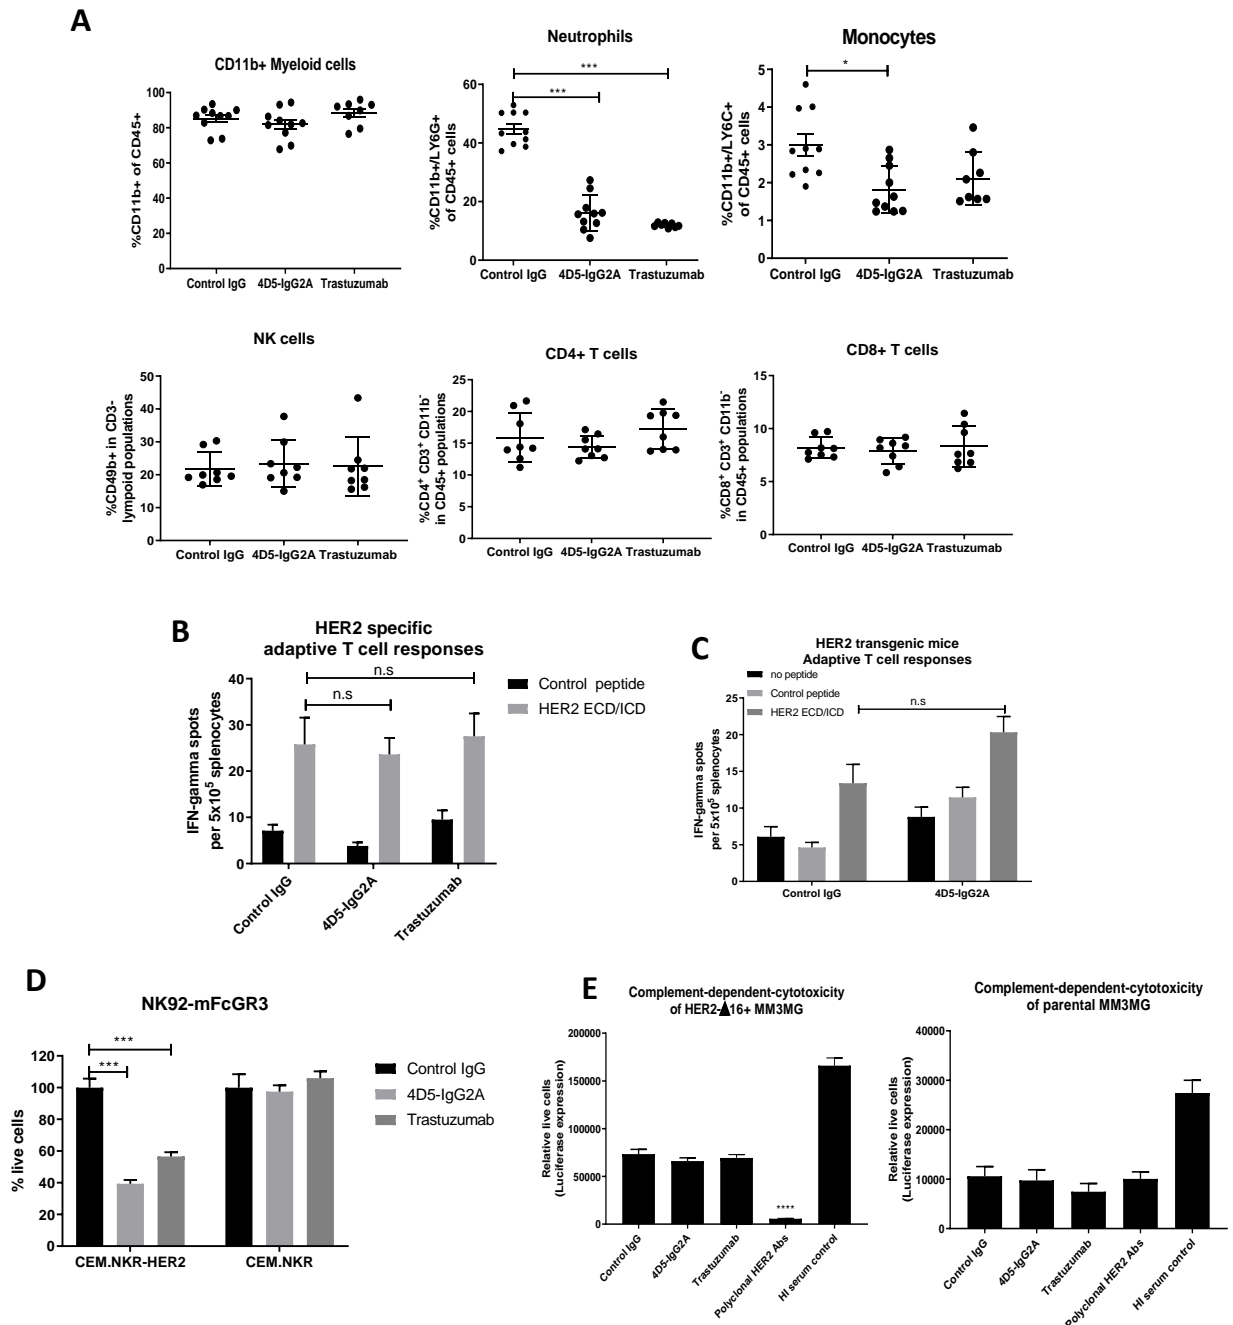 A
CD11b+ Myeloid cells
%CD11b+ of CD45+
100
80
60
40
20
0
Control IgG 4D5-IgG2A Trastuzumab
Neutrophils
%CD11b+/LY6G+
of CD45+ cells
60
40
20
0
***
***
Control IgG 4D5-IgG2A Trastuzumab
Monocytes
%CD11b+/LY6C+
of CD45+ cells
5
4
3
2
1
0
*
Control IgG 4D5-IgG2A Trastuzumab
NK cells
%CD49b+ in CD3-
lympoid populations
50
40
30
20
10
0
Control IgG 4D5-IgG2A Trastuzumab
CD4+ T cells
%CD4+ CD3+ CD11b-
in CD45+ populations
25
20
15
10
5
0
Control IgG 4D5-IgG2A Trastuzumab
CD8+ T cells
%CD8+ CD3+ CD11b-
in CD45+ populations
15
10
5
0
Control IgG 4D5-IgG2A Trastuzumab
B
HER2 specific
adaptive T cell responses
IFN-gamma spots
per 5x10⁵ splenocytes
40
30
20
10
0
n.s
n.s
Control peptide
HER2 ECD/ICD
Control IgG
4D5-IgG2A
Trastuzumab
C
HER2 transgenic mice
Adaptive T cell responses
no peptide
Control peptide
HER2 ECD/ICD
IFN-gamma spots
per 5x10⁵ splenocytes
25
20
15
10
5
0
n.s
Control IgG 4D5-IgG2A
D
NK92-mFcGR3
% live cells
120
100
80
60
40
20
0
***
***
Control IgG
4D5-IgG2A
Trastuzumab
CEM.NKR-HER2 CEM.NKR
E
Complement-dependent-cytotoxicity
of HER2-▲16+ MM3MG
Relative live cells
(Luciferase expression)
200000
150000
100000
50000
0
****
Control IgG
4D5-IgG2A
Trastuzumab
Polyclonal HER2 Abs
HI serum control
Complement-dependent-cytotoxicity
of parental MM3MG
Relative live cells
(Luciferase expression)
40000
30000
20000
10000
0
Control IgG
4D5-IgG2A
Trastuzumab
Polyclonal HER2 Abs
HI serum control